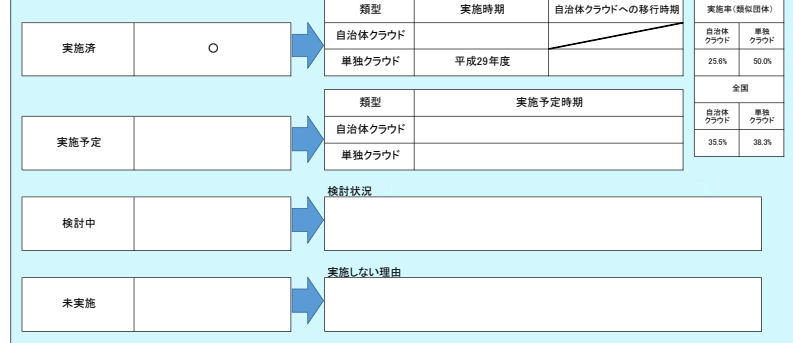 類型 実施時期 自治体クラウドへの移行時期
自治体クラウド
単独クラウド 平成29年度
実施済 ○
実施率(類似団体)
自治体クラウド 単独クラウド
25.6% 50.0%
全国
自治体クラウド 単独クラウド
35.5% 38.3%
実施予定
類型 実施予定時期
自治体クラウド
単独クラウド
検討状況
検討中
実施しない理由
未実施